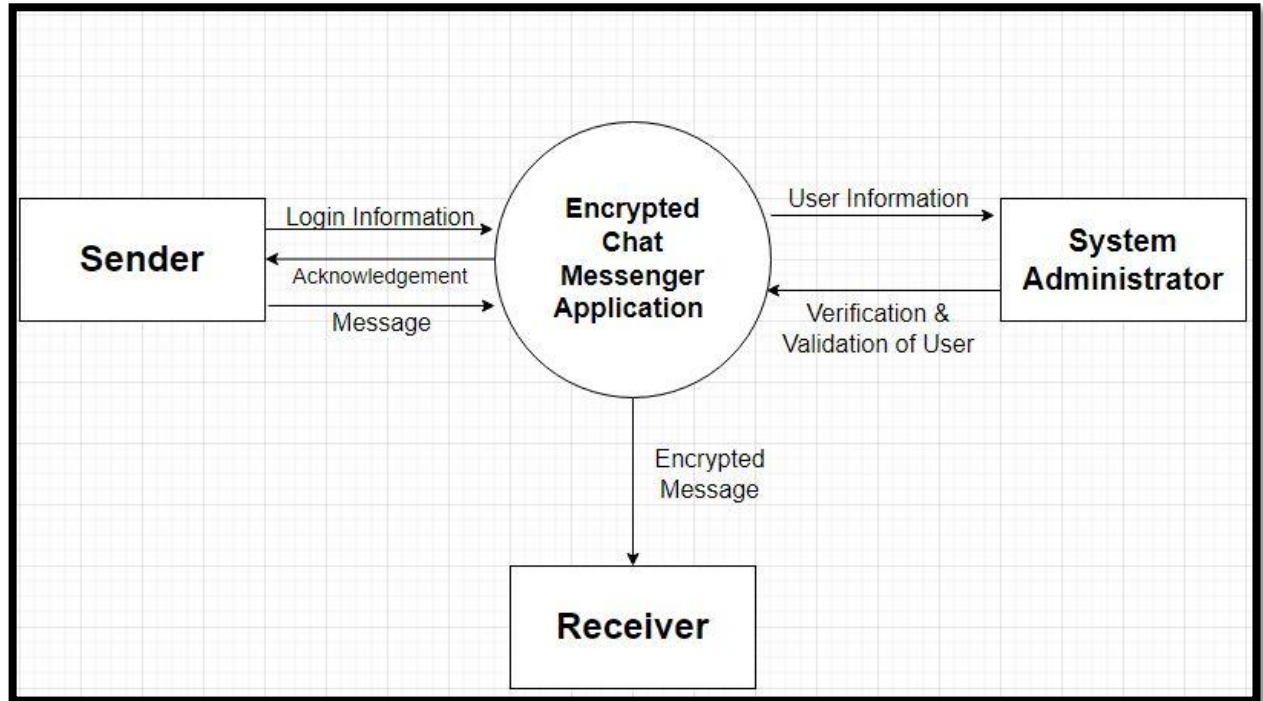 Sender
Login Information
Acknowledgement
Message
Encrypted
Chat
Messenger
Application
User Information
Verification &
Validation of User
System
Administrator
Encrypted
Message
Receiver